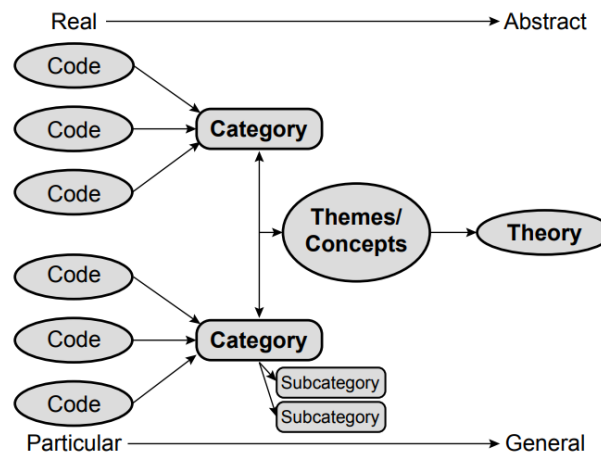 Real
Abstract
Code
Code
Category
Code
Themes/
Concepts
Theory
Code
Code
Category
Subcategory
Code
Subcategory
Particular
General